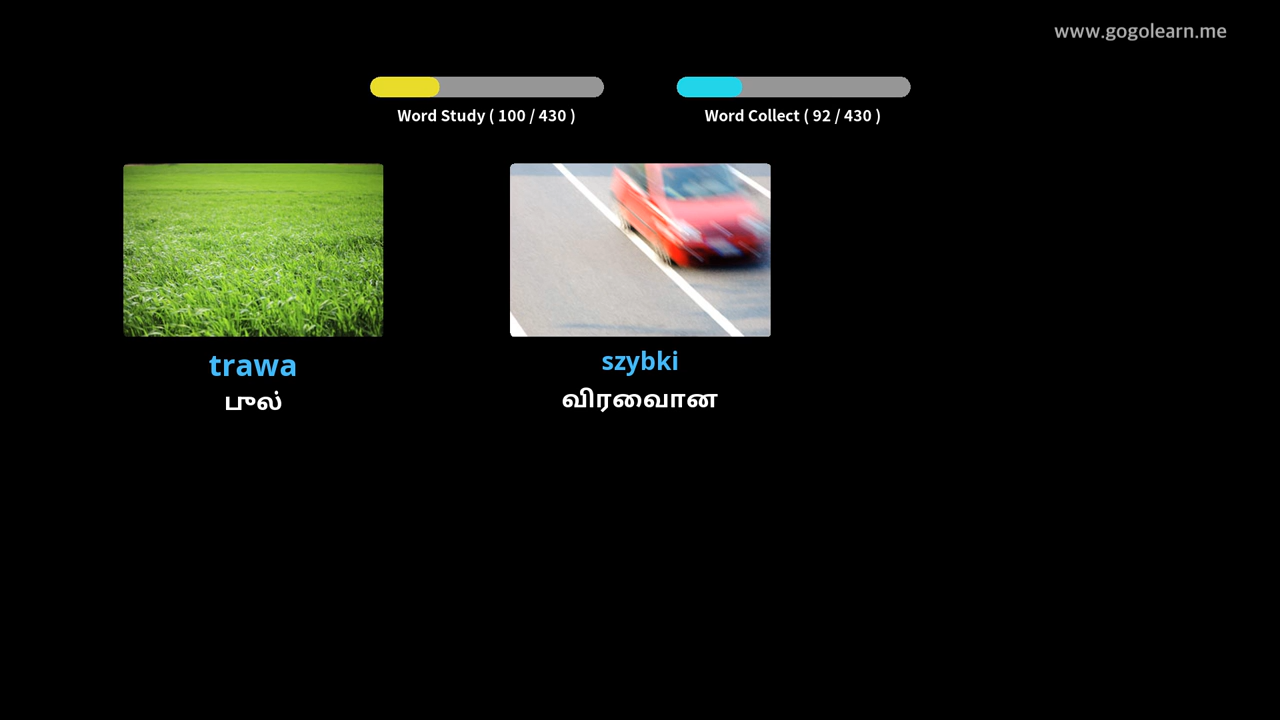 www.gogolearn.me
Word Study ( 100 / 430 )
Word Collect ( 92 / 430 )
trawa
புல்
szybki
விரைவான